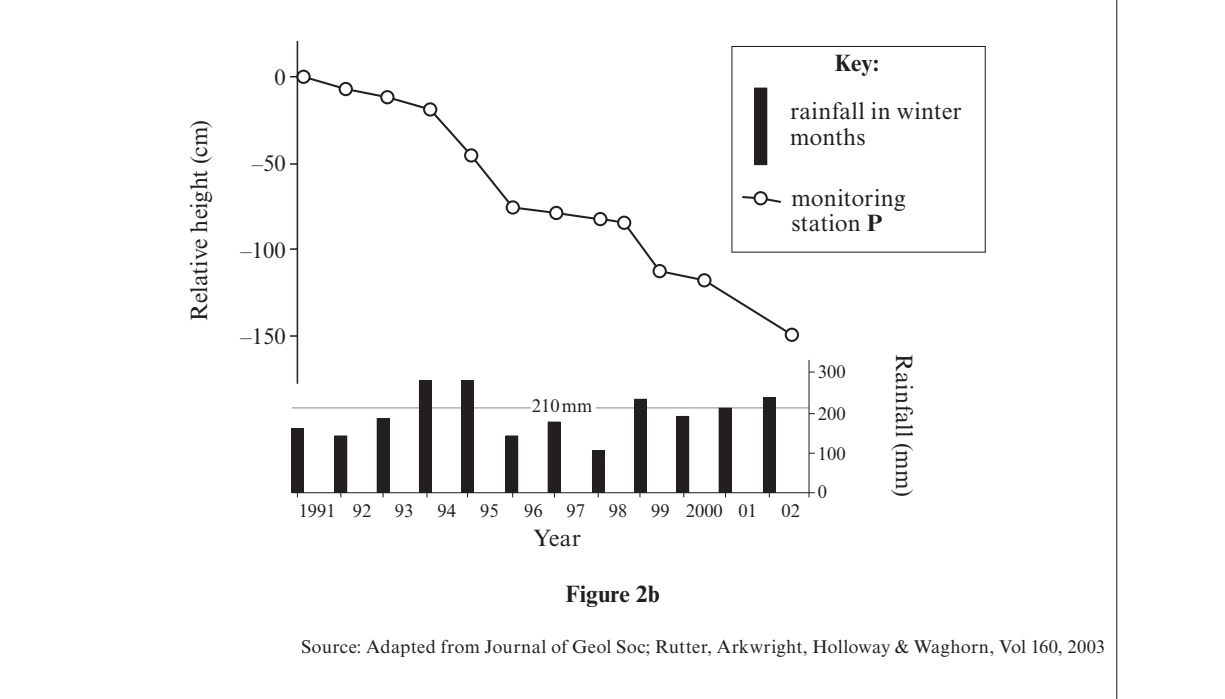 Key:
rainfall in winter
months
monitoring
station P
Relative height (cm)
0
–50
–100
–150
Rainfall (mm)
300
200
100
0
210 mm
1991 92 93 94 95 96 97 98 99 2000 01 02
Year
Figure 2b
Source: Adapted from Journal of Geol Soc; Rutter, Arkwright, Holloway & Waghorn, Vol 160, 2003